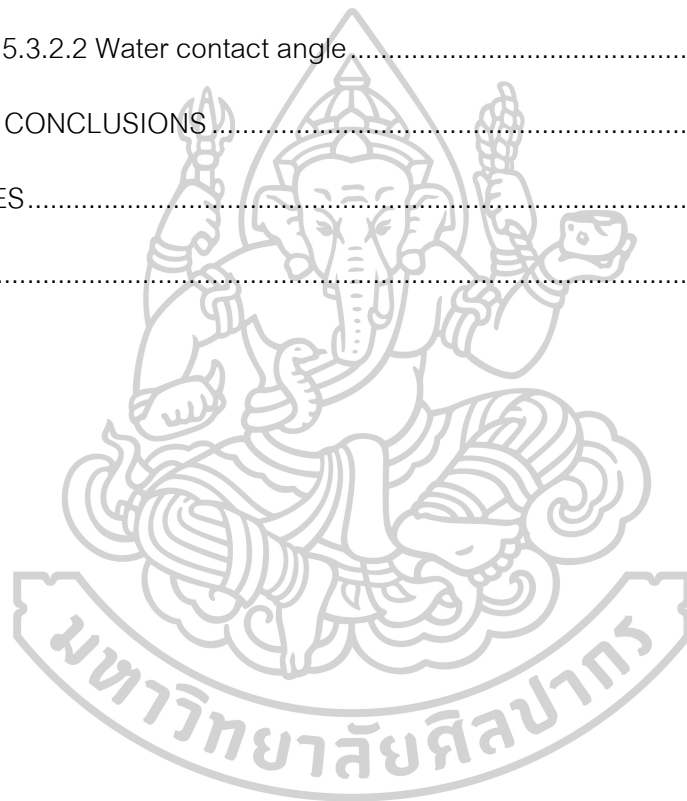 5.3.2.2 Water contact angle........................................
CONCLUSIONS........................................................
ES.................................................................................
.....................................................................................
มหาวิทยาลัยศิลปากร